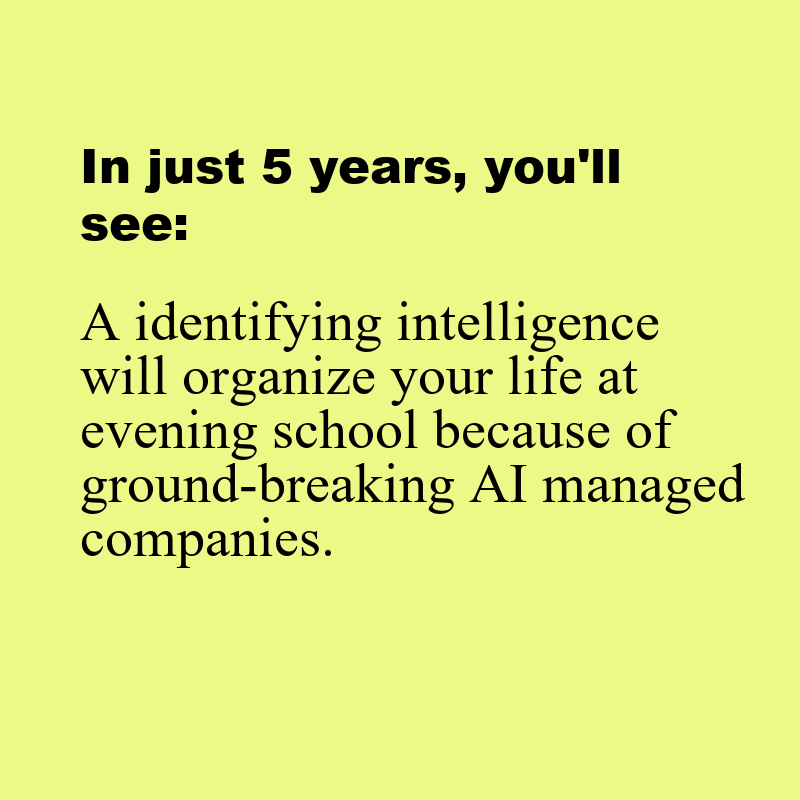 In just 5 years, you'll
see:
A identifying intelligence
will organize your life at
evening school because of
ground-breaking AI managed
companies.